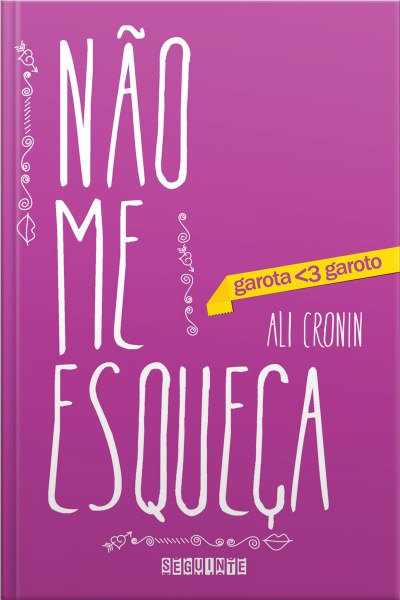 NÃO
ME
garota <3 garoto
ALI CRONIN
ESQUEÇA
SEGUINTE